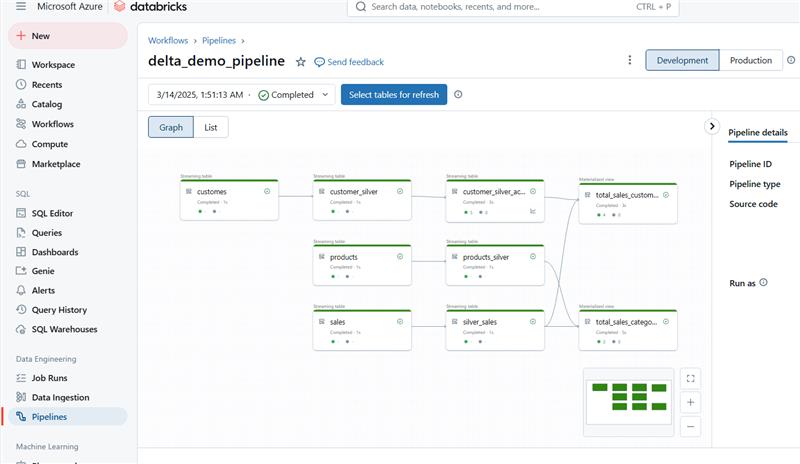 Microsoft Azure
databricks
Search data, notebooks, recents, and more...
CTRL + P
New
Workspace
Recents
Catalog
Workflows
Compute
Marketplace
SQL
SQL Editor
Queries
Dashboards
Genie
Alerts
Query History
SQL Warehouses
Data Engineering
Job Runs
Data Ingestion
Pipelines
Machine Learning
Workflows > Pipelines >
delta_demo_pipeline
Send feedback
Development
Production
3/14/2025, 1:51:13 AM · Completed
Select tables for refresh
Graph
List
Streaming table
customes
Completed · 1s
Streaming table
customer_silver
Completed · 1s
Streaming table
customer_silver_ac...
Completed · 3s
5
0
Materialized view
total_sales_custom...
Completed · 3s
4
0
products
Completed · 1s
Streaming table
products_silver
Completed · 1s
Streaming table
sales
Completed · 1s
Streaming table
silver_sales
Completed · 1s
Materialized view
total_sales_catego...
Completed · 3s
Pipeline details
Pipeline ID
Pipeline type
Source code
Run as